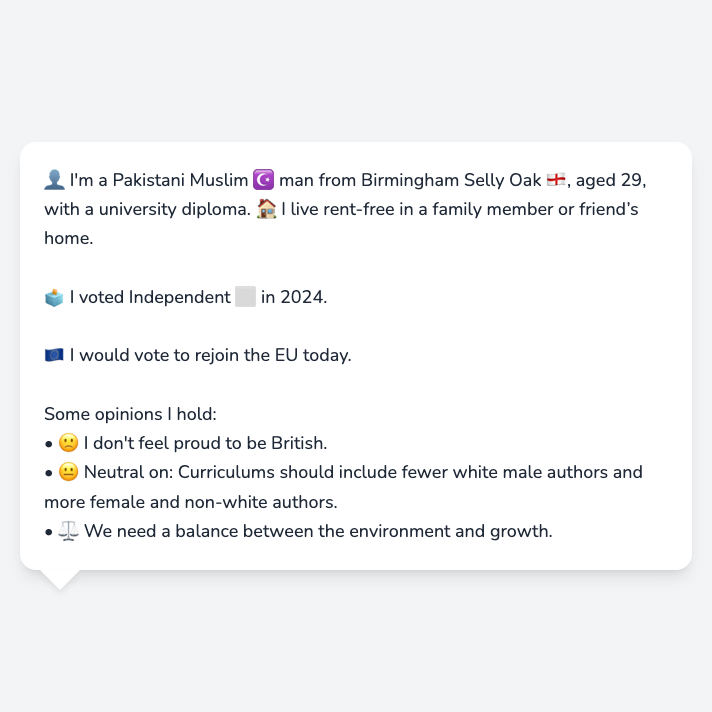 👤 I'm a Pakistani Muslim ☪️ man from Birmingham Selly Oak 🏴󠁧󠁢󠁥󠁮󠁧󠁿, aged 29,
with a university diploma. 🏠 I live rent-free in a family member or friend’s
home.
🗳️ I voted Independent ⬜ in 2024.
🇪🇺 I would vote to rejoin the EU today.
Some opinions I hold:
• 🙁 I don't feel proud to be British.
• 😐 Neutral on: Curriculums should include fewer white male authors and
more female and non-white authors.
• ⚖️ We need a balance between the environment and growth.